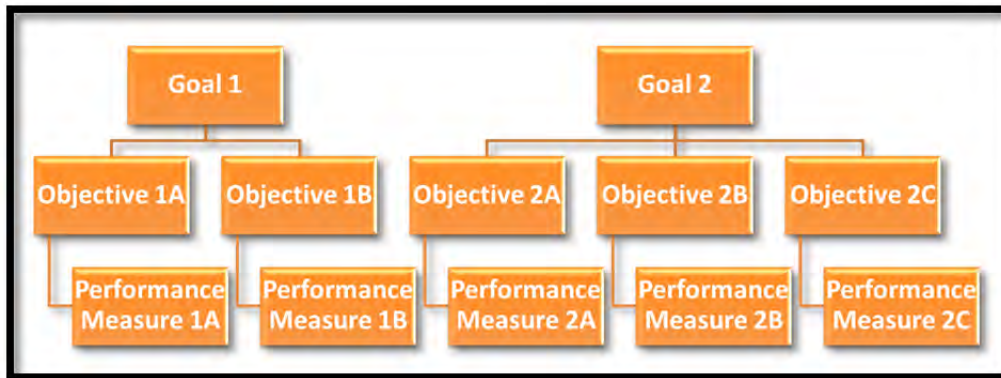 Goal 1
Goal 2
Objective 1A
Objective 1B
Objective 2A
Objective 2B
Objective 2C
Performance
Measure 1A
Performance
Measure 1B
Performance
Measure 2A
Performance
Measure 2B
Performance
Measure 2C